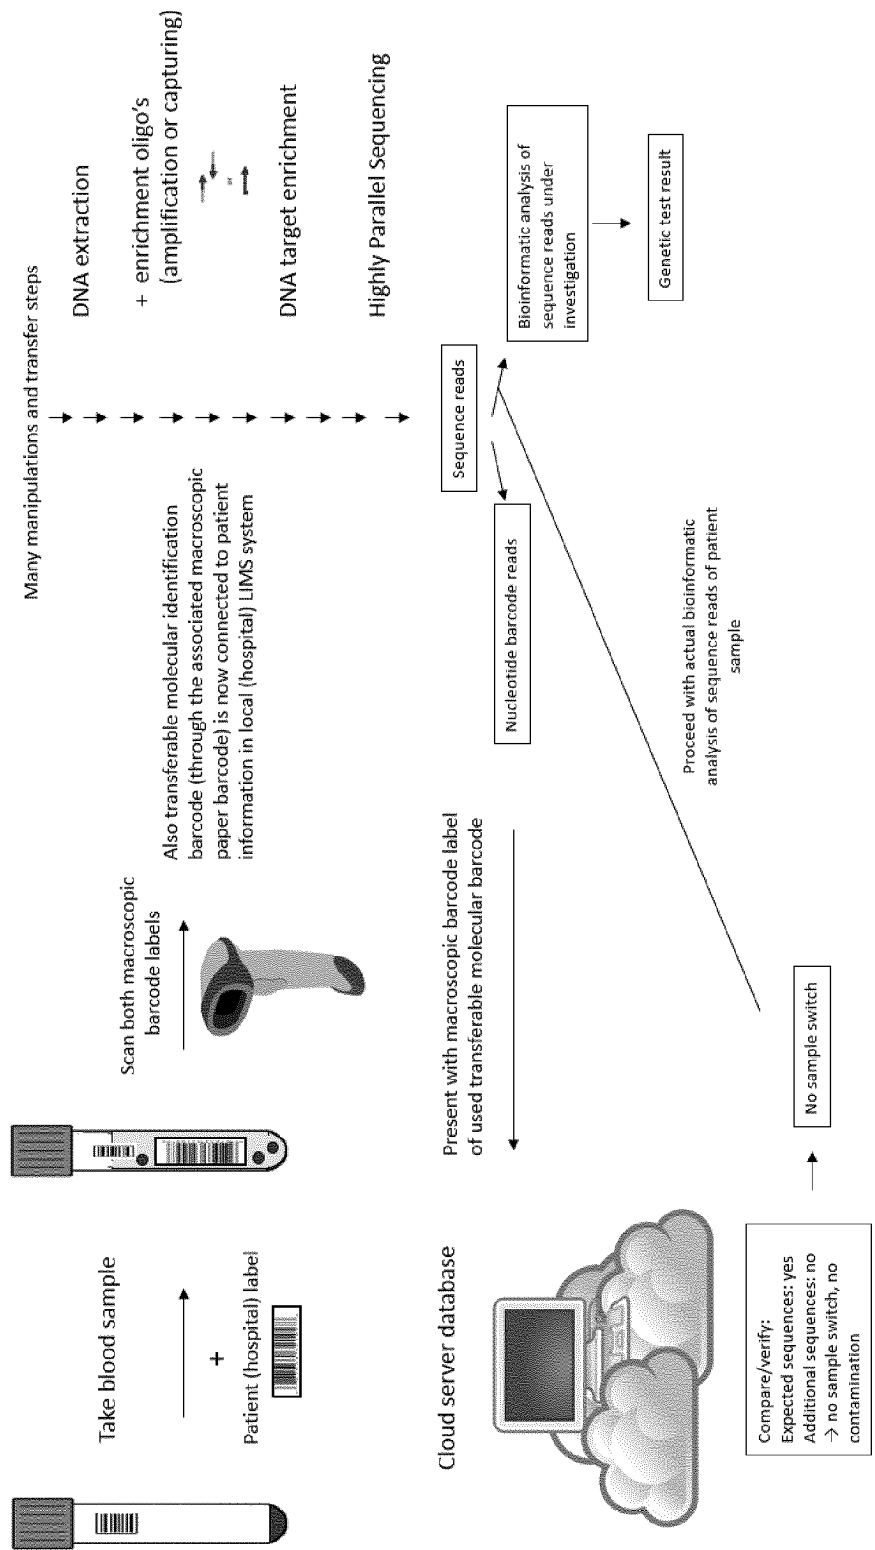 Take blood sample
+
Patient (hospital) label
Scan both macroscopic
barcode labels
Also transferable molecular identification
barcode (through the associated macroscopic
paper barcode) is now connected to patient
information in local (hospital) LIMS system
Many manipulations and transfer steps
DNA extraction
+ enrichment oligo's
(amplification or capturing)
or
DNA target enrichment
Highly Parallel Sequencing
Sequence reads
Nucleotide barcode reads
Bioinformatic analysis of
sequence reads under
investigation
Genetic test result
Present with macroscopic barcode label
of used transferable molecular barcode
Cloud server database
Compare/verify:
Expected sequences: yes
Additional sequences: no
→ no sample switch, no
contamination
No sample switch
Proceed with actual bioinformatic
analysis of sequence reads of patient
sample